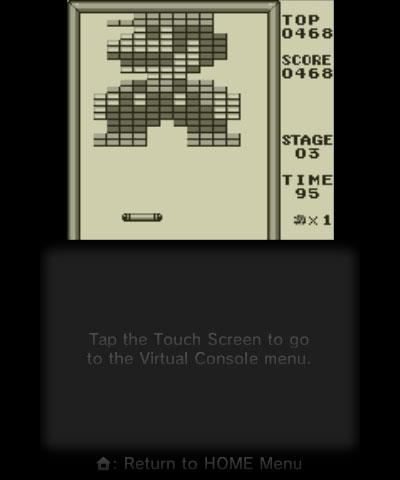 TOP
0468
SCORE
0468
STAGE
03
TIME
95
× 1
Tap the Touch Screen to go
to the Virtual Console menu.
: Return to HOME Menu